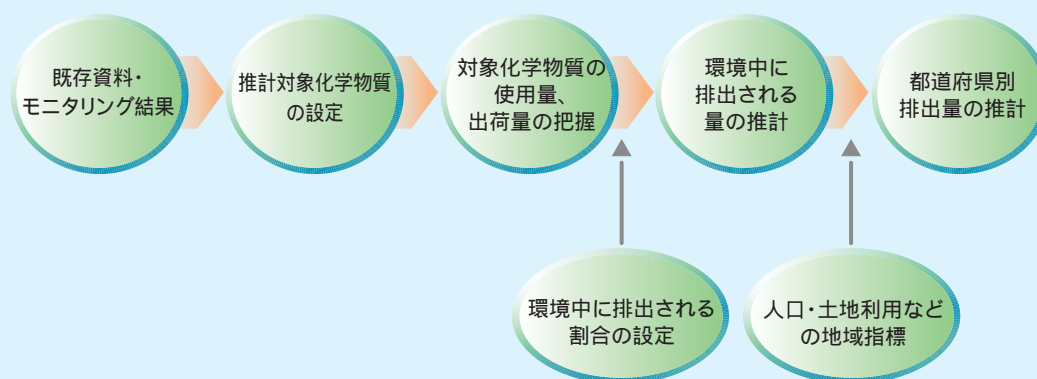 既存資料・
モニタリング結果
推計対象化学物質
の設定
対象化学物質の
使用量、
出荷量の把握
環境中に
排出される
量の推計
都道府県別
排出量の推計
環境中に排出される
割合の設定
人口・土地利用など
の地域指標